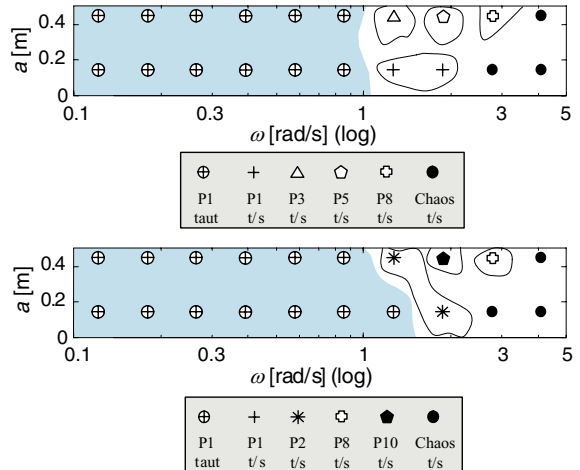 0.4
0.2
0
a [m]
0.1 0.3 1 3 5
ω [rad/s] (log)
P1 P1 P3 P5 P8 Chaos
taut t/s t/s t/s t/s t/s
0.4
0.2
0
a [m]
0.1 0.3 1 3 5
ω [rad/s] (log)
P1 P1 P2 P8 P10 Chaos
taut t/s t/s t/s t/s t/s